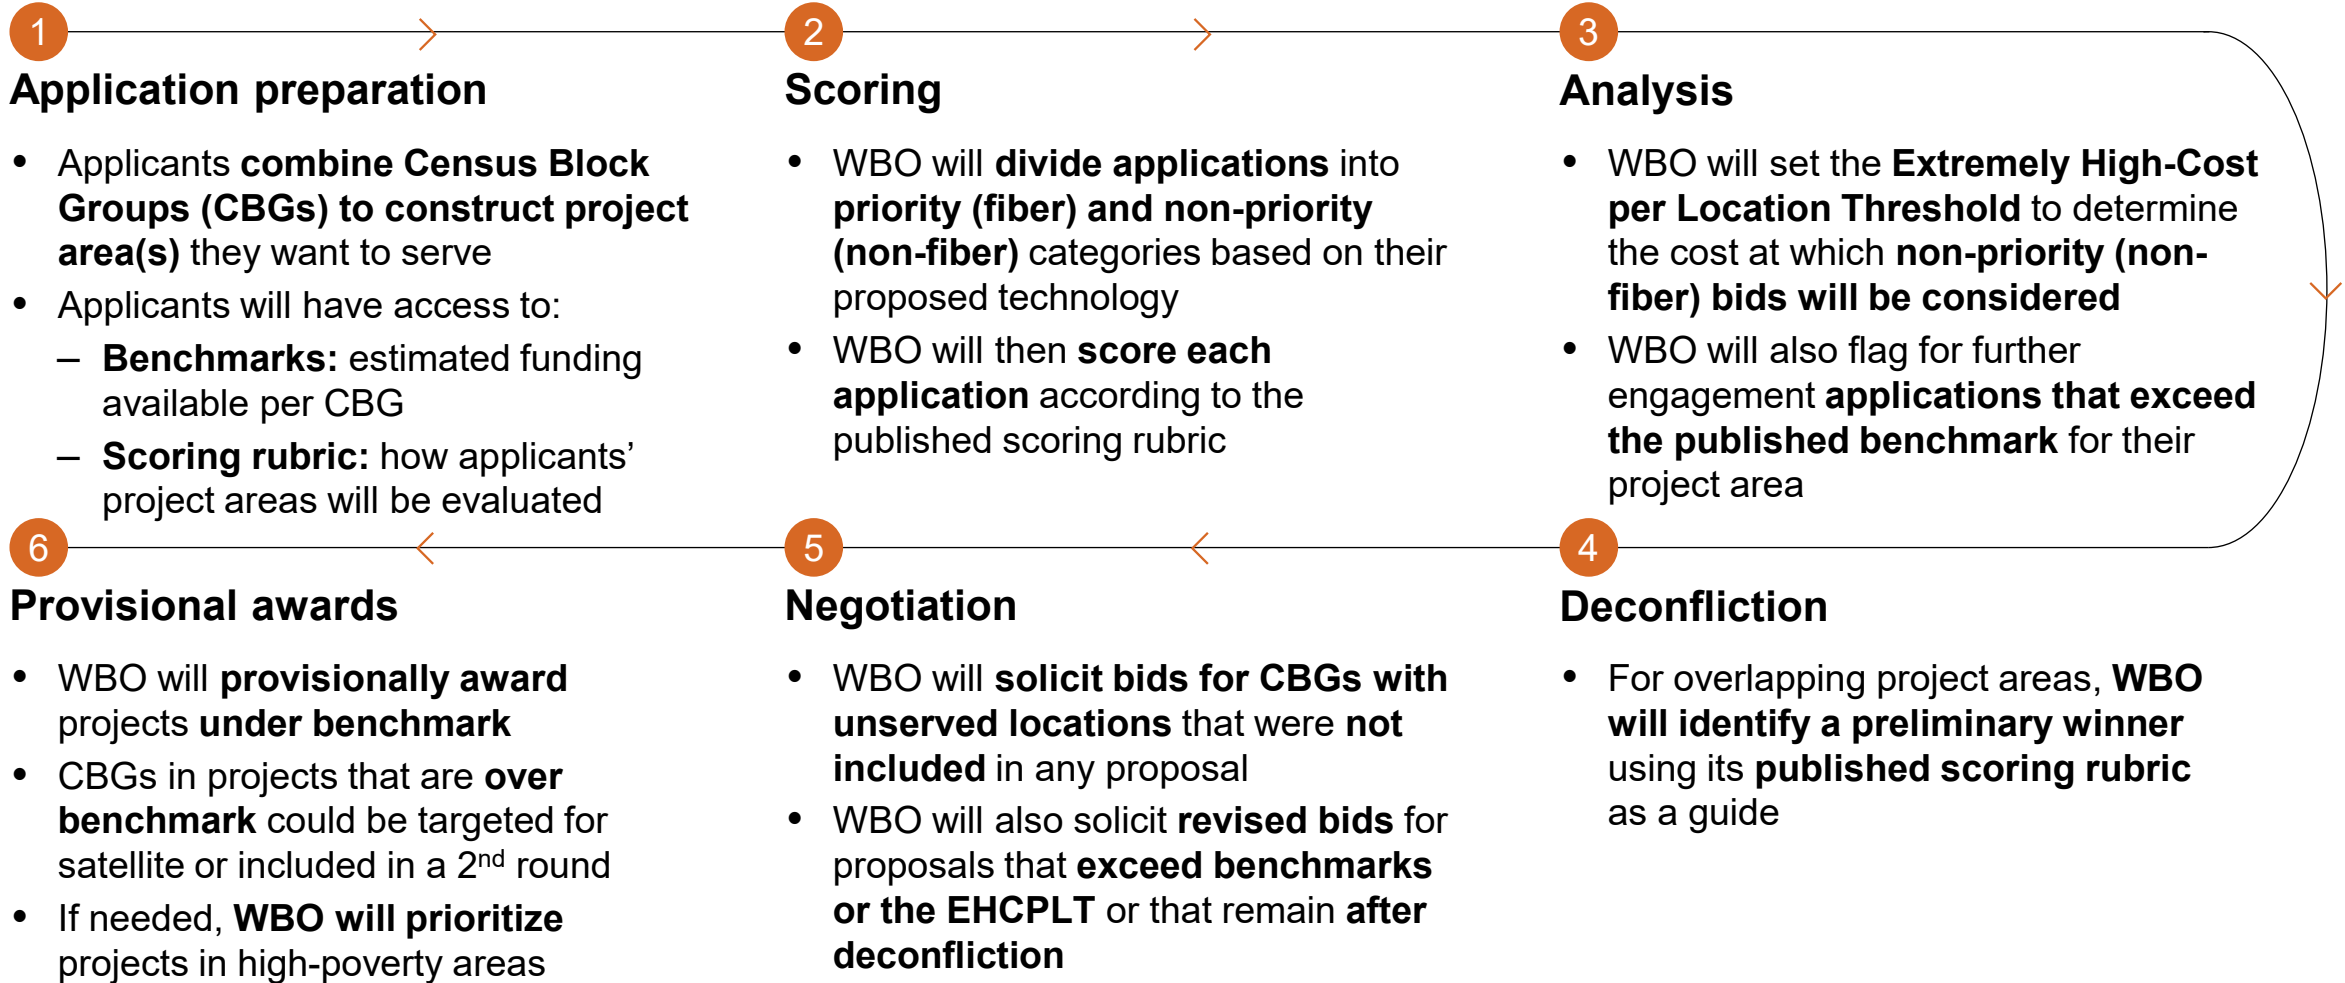 1
Application preparation
• Applicants combine Census Block
Groups (CBGs) to construct project
area(s) they want to serve
• Applicants will have access to:
– Benchmarks: estimated funding
available per CBG
– Scoring rubric: how applicants’
project areas will be evaluated
2
Scoring
• WBO will divide applications into
priority (fiber) and non-priority
(non-fiber) categories based on their
proposed technology
• WBO will then score each
application according to the
published scoring rubric
3
Analysis
• WBO will set the Extremely High-Cost
per Location Threshold to determine
the cost at which non-priority (non-
fiber) bids will be considered
• WBO will also flag for further
engagement applications that exceed
the published benchmark for their
project area
4
Deconfliction
• For overlapping project areas, WBO
will identify a preliminary winner
using its published scoring rubric
as a guide
5
Negotiation
• WBO will solicit bids for CBGs with
unserved locations that were not
included in any proposal
• WBO will also solicit revised bids for
proposals that exceed benchmarks
or the EHCPLT or that remain after
deconfliction
6
Provisional awards
• WBO will provisionally award
projects under benchmark
• CBGs in projects that are over
benchmark could be targeted for
satellite or included in a 2nd round
• If needed, WBO will prioritize
projects in high-poverty areas